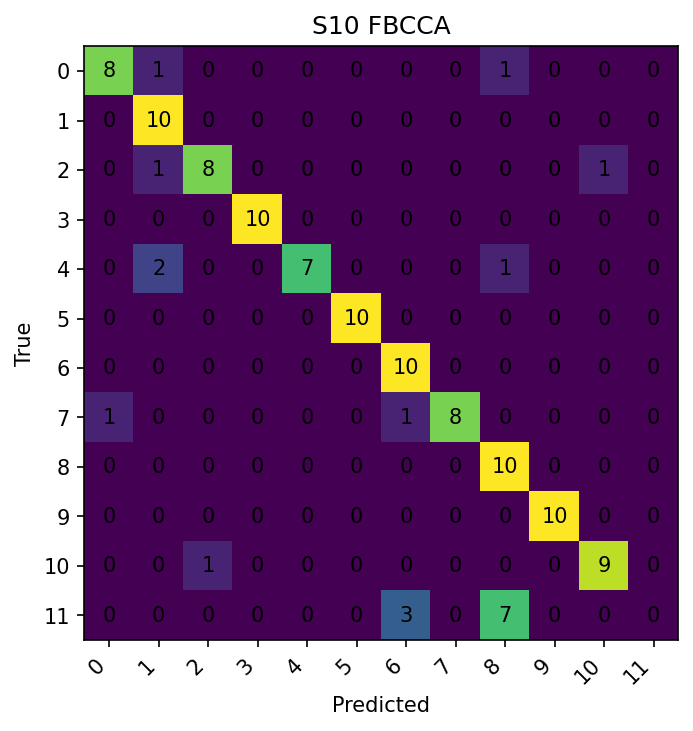 S10 FBCCA
0 8 1 0 0 0 0 0 0 1 0 0 0
1 0 10 0 0 0 0 0 0 0 0 0 0
2 0 1 8 0 0 0 0 0 0 0 1 0
3 0 0 0 10 0 0 0 0 0 0 0 0
4 0 2 0 0 7 0 0 0 1 0 0 0
5 0 0 0 0 0 10 0 0 0 0 0 0
6 0 0 0 0 0 0 10 0 0 0 0 0
7 1 0 0 0 0 0 1 8 0 0 0 0
8 0 0 0 0 0 0 0 0 10 0 0 0
9 0 0 0 0 0 0 0 0 0 10 0 0
10 0 0 1 0 0 0 0 0 0 0 9 0
11 0 0 0 0 0 0 3 0 7 0 0 0
True
0 1 2 3 4 5 6 7 8 9 10 11
Predicted